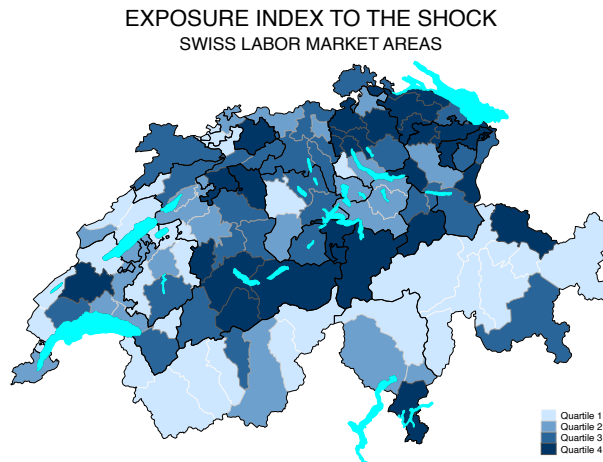 EXPOSURE INDEX TO THE SHOCK
SWISS LABOR MARKET AREAS
Quartile 1
Quartile 2
Quartile 3
Quartile 4